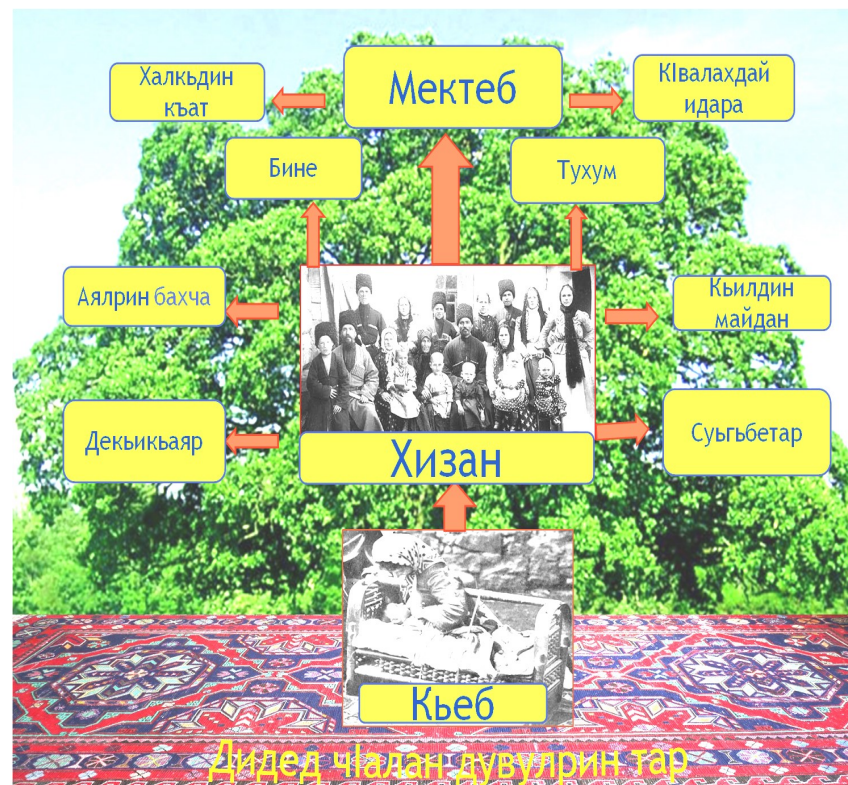 Халкьдин
къат
Мектеб
КӀвалахдай
идара
Бине
Тухум
Аялрин бахча
Кьилдин
майдан
Декьикьаяр
Суьгьбетар
Хизан
Кьеб
Дидед чӀалан дувулрин тар